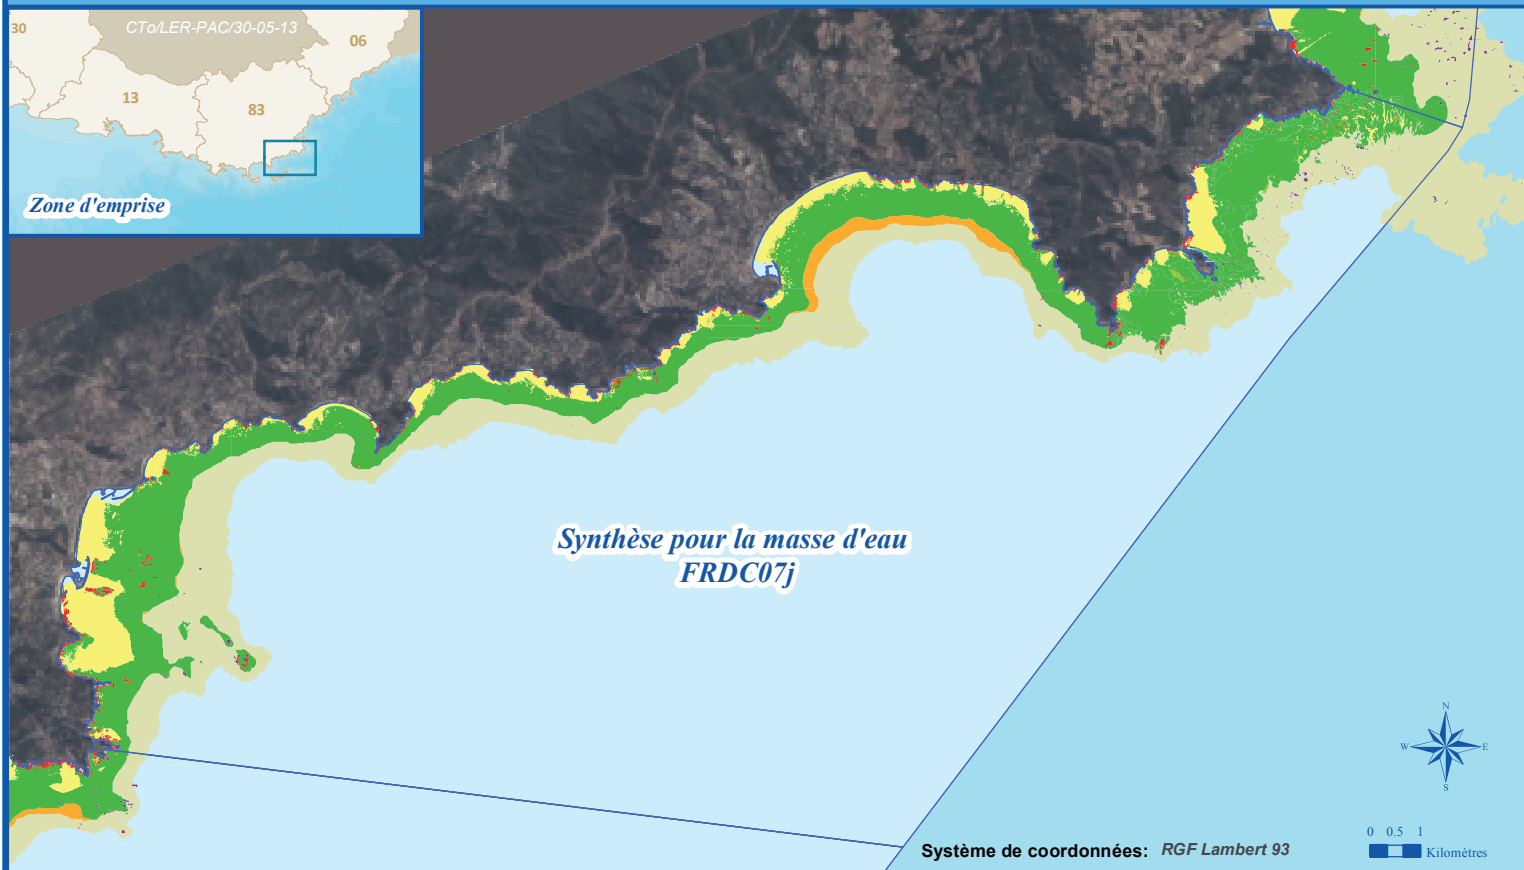 30
CTo/LER-PAC/30-05-13
06
13
83
Zone d'emprise
Synthèse pour la masse d'eau
FRDC07j
N
W E
S
0 0.5 1
Kilomètres
Système de coordonnées: RGF Lambert 93